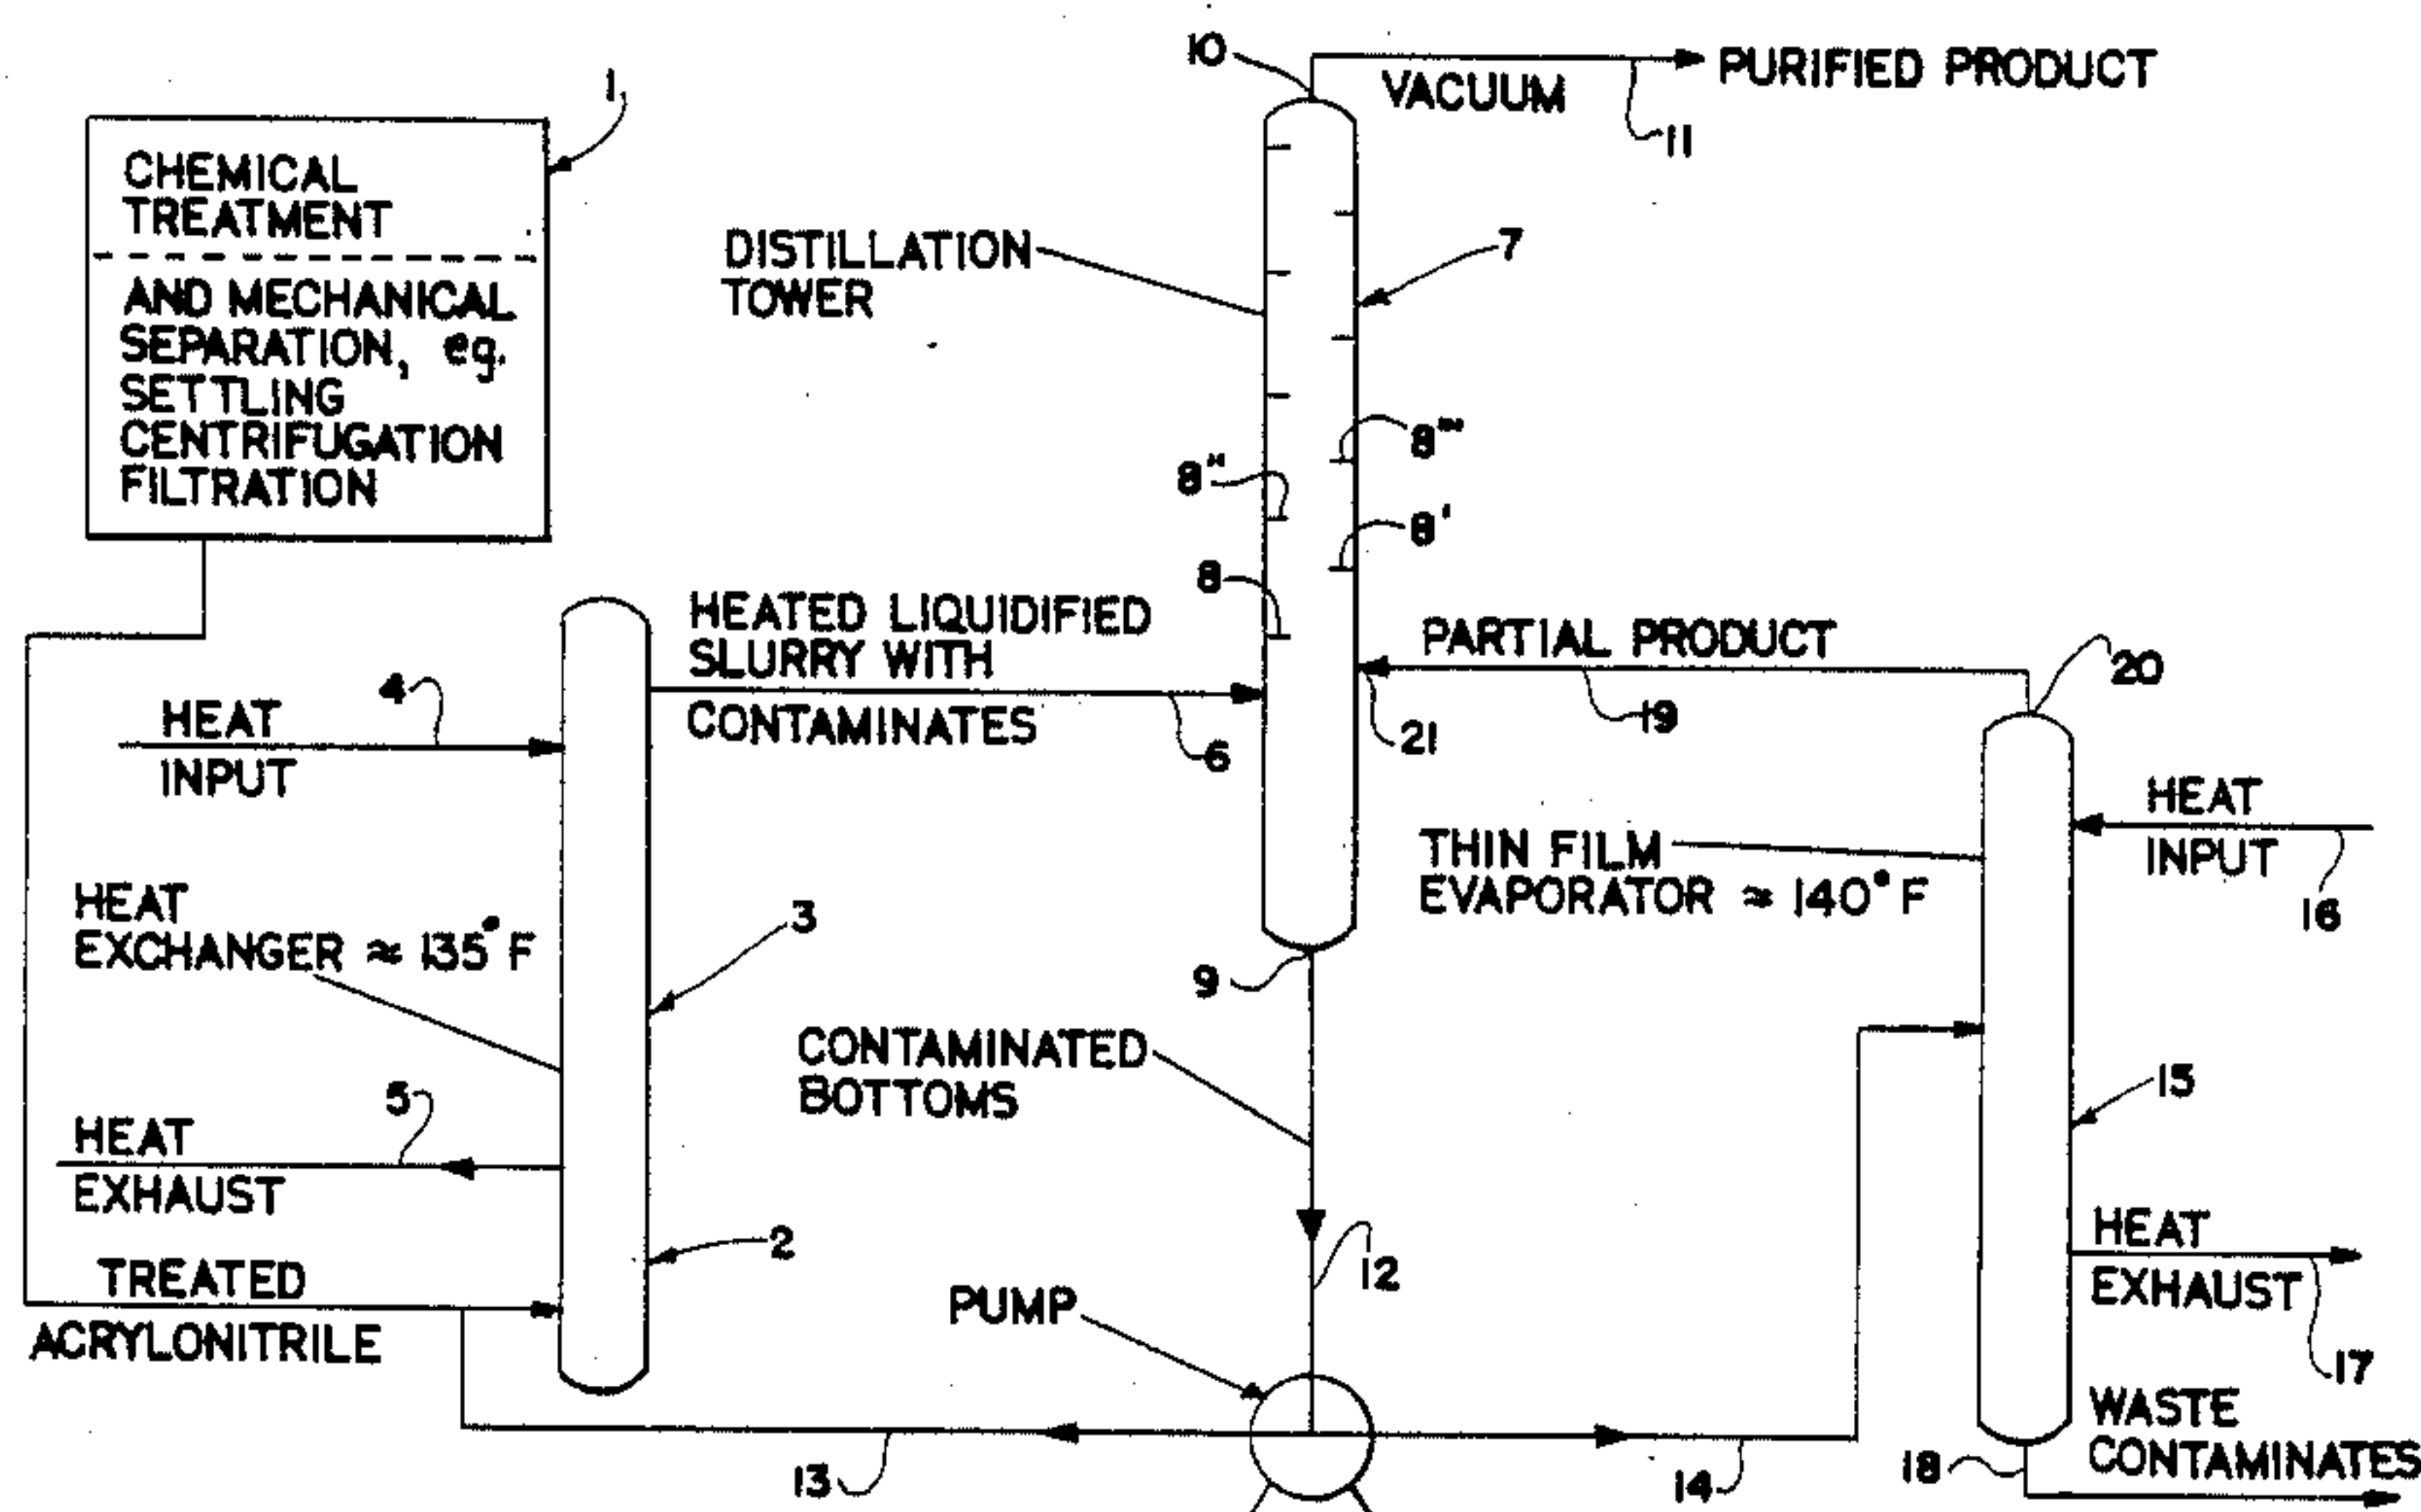 1
CHEMICAL
TREATMENT
AND MECHANICAL
SEPARATION, eg.
SETTLING
CENTRIFUGATION
FILTRATION
10
VACUUM
PURIFIED PRODUCT
11
DISTILLATION
TOWER
7
8"
8'''
8'
8
HEATED LIQUIDIFIED
SLURRY WITH
CONTAMINATES
6
4
HEAT
INPUT
PARTIAL PRODUCT
19
20
21
HEAT
INPUT
16
THIN FILM
EVAPORATOR ≈ 140°F
HEAT
EXCHANGER ≈ 135°F
3
9
CONTAMINATED
BOTTOMS
15
5
HEAT
EXHAUST
2
12
HEAT
EXHAUST
17
TREATED
ACRYLONITRILE
PUMP
13
14
18
WASTE
CONTAMINATES